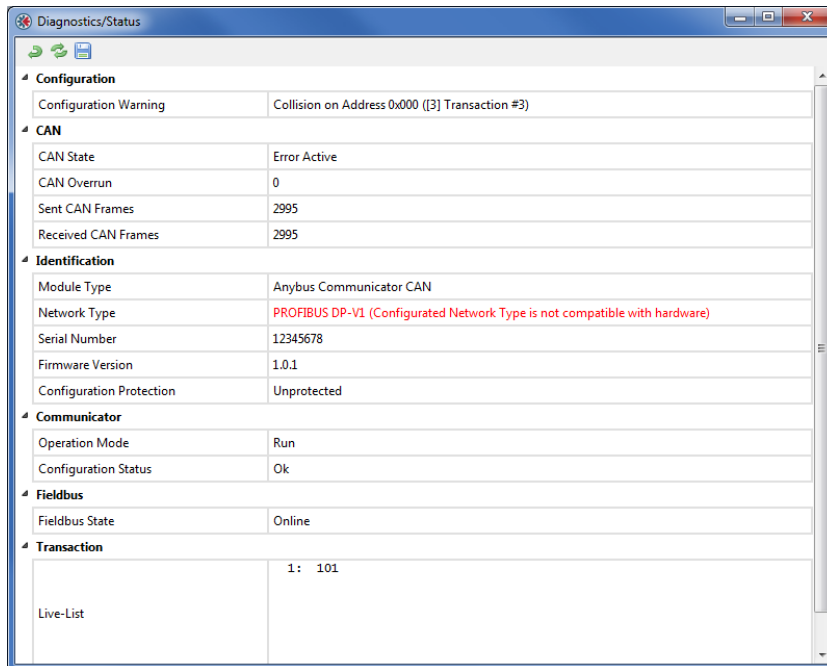 Diagnostics/Status
Configuration
Configuration Warning Collision on Address 0x000 ([3] Transaction #3)
CAN
CAN State Error Active
CAN Overrun 0
Sent CAN Frames 2995
Received CAN Frames 2995
Identification
Module Type Anybus Communicator CAN
Network Type PROFIBUS DP-V1 (Configurated Network Type is not compatible with hardware)
Serial Number 12345678
Firmware Version 1.0.1
Configuration Protection Unprotected
Communicator
Operation Mode Run
Configuration Status Ok
Fieldbus
Fieldbus State Online
Transaction
1: 101
Live-List